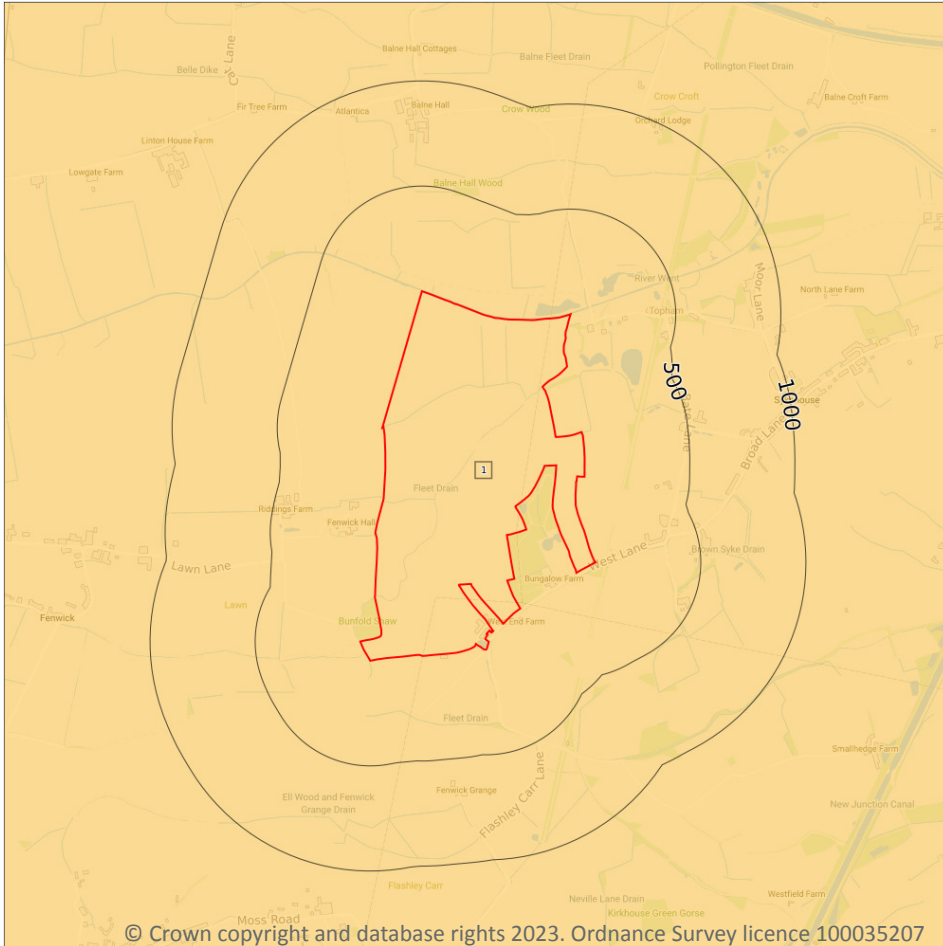 Balne Hall Cottages
Balne Fleet Drain
Cat Lane
Belle Dike
Pollington Fleet Drain
Fir Tree Farm
Atlantica
Balne Hall
Crow Wood
Crow Croft
Balne Croft Farm
Orchard Lodge
Linton House Farm
Lowgate Farm
Balne Hall Wood
River Went
Moor Lane
North Lane Farm
Topham
500
1000
Broad Lane
1
Fleet Drain
Riddings Farm
Fenwick Hall
Lawn Lane
West Lane
Brown Syke Drain
Bungalow Farm
Lawn
Fenwick
Bunfold Shaw
End Farm
Fleet Drain
Smallhedge Farm
Fenwick Grange
Ell Wood and Fenwick
Grange Drain
Flashley Carr Lane
New Junction Canal
Flashley Carr
Neville Lane Drain
Westfield Farm
Kirkhouse Green Gorse
Moss Road
© Crown copyright and database rights 2023. Ordnance Survey licence 100035207